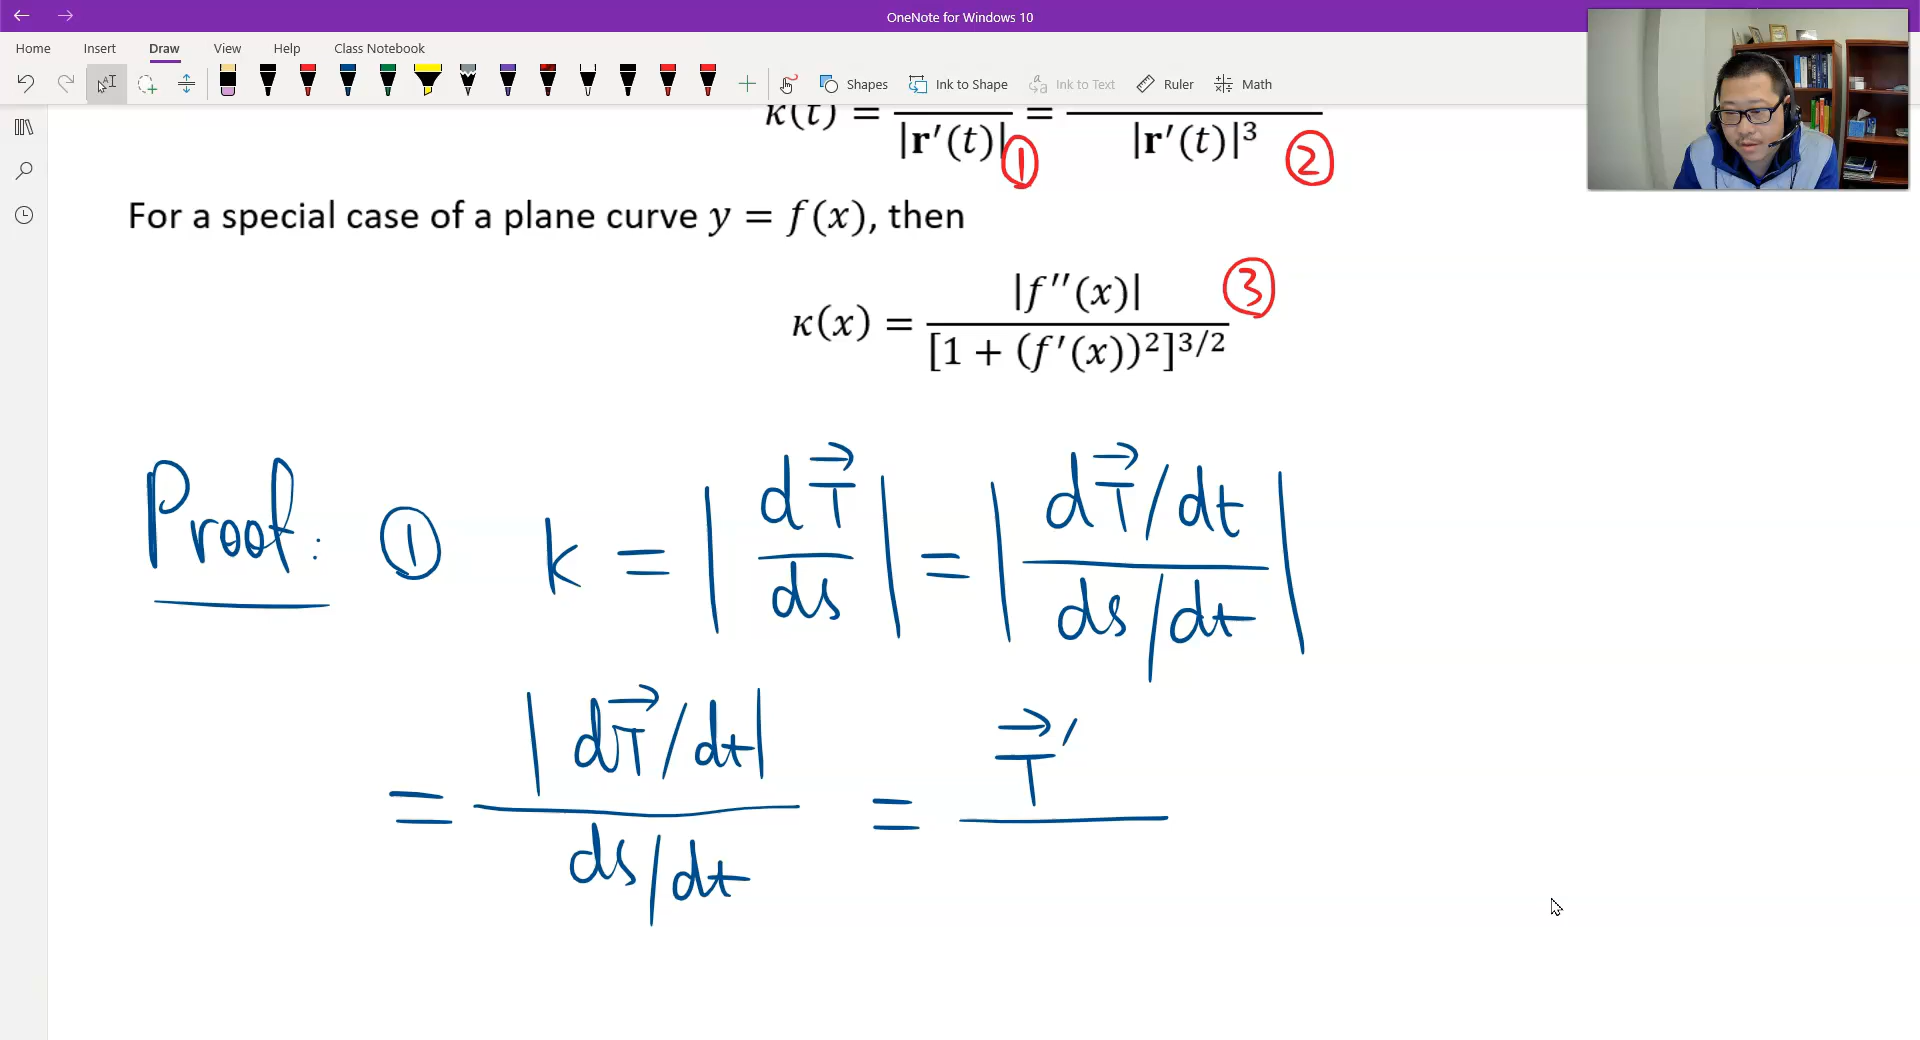 OneNote for Windows 10
Home Insert Draw View Help Class Notebook
Shapes Ink to Shape Ink to Text Ruler Math
κ(t) = / |r′(t)| ① = / |r′(t)|³ ②
For a special case of a plane curve y = f(x), then
κ(x) = |f′′(x)| / [1 + (f′(x))²]^{3/2} ③
Proof: ① k = | dT⃗ / ds | = | dT⃗/dt / ds/dt |
= |dT⃗/dt| / ds/dt = T⃗′ /